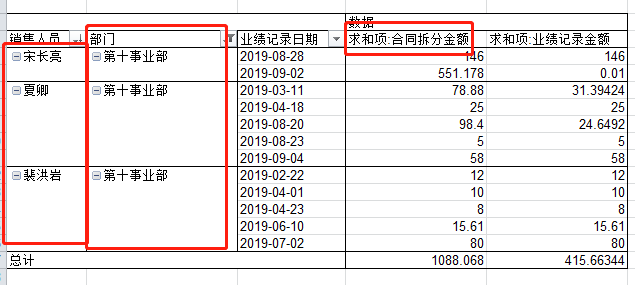 数据
销售人员 部门 业绩记录日期 求和项:合同拆分金额 求和项:业绩记录金额
宋长亮 第十事业部 2019-08-28 146 146
2019-09-02 551.178 0.01
夏卿 第十事业部 2019-03-11 78.88 31.39424
2019-04-18 25 25
2019-08-20 98.4 24.6492
2019-08-23 5 5
2019-09-04 58 58
裴洪岩 第十事业部 2019-02-22 12 12
2019-04-01 10 10
2019-04-23 8 8
2019-06-10 15.61 15.61
2019-07-02 80 80
总计 1088.068 415.66344